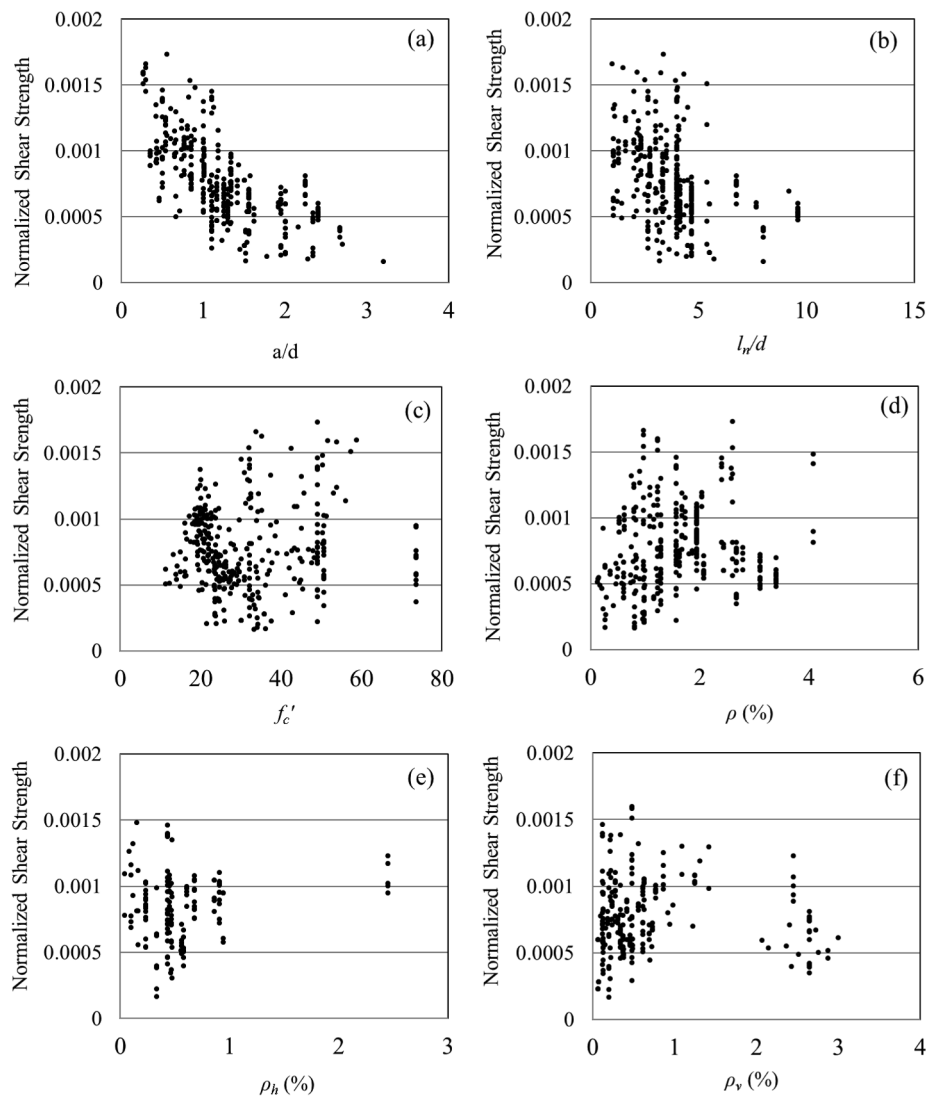 0.002
(a)
0.0015
0.001
0.0005
0
0 1 2 3 4
a/d
Normalized Shear Strength
0.002
(b)
0.0015
0.001
0.0005
0
0 5 10 15
lₙ/d
Normalized Shear Strength
0.002
(c)
0.0015
0.001
0.0005
0
0 20 40 60 80
f꜀′
Normalized Shear Srength
0.002
(d)
0.0015
0.001
0.0005
0
0 2 4 6
ρ (%)
Normalized Shear Strength
0.002
(e)
0.0015
0.001
0.0005
0
0 1 2 3
ρₕ (%)
Normalized Shear Strength
0.002
(f)
0.0015
0.001
0.0005
0
0 1 2 3 4
ρᵥ (%)
Normalized Shear Strength